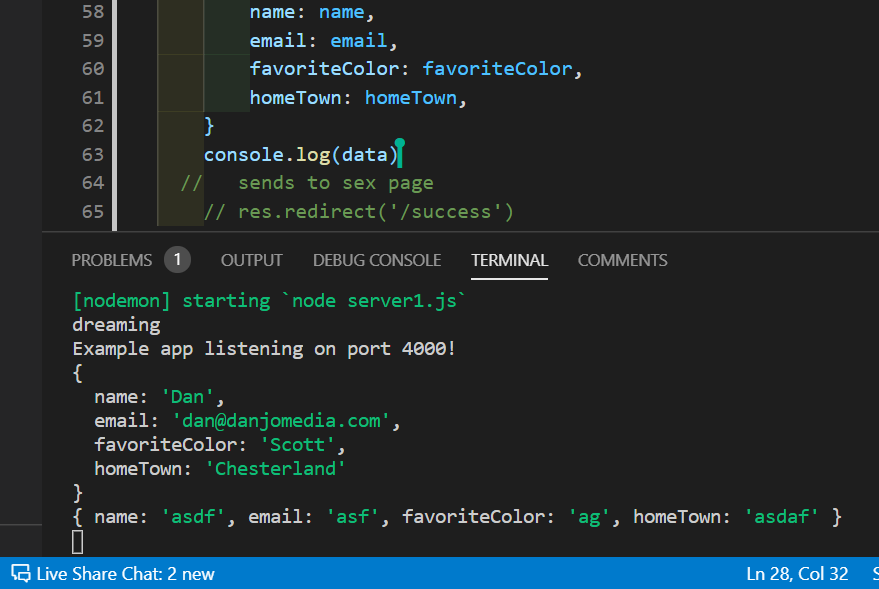 58 name: name,
59 email: email,
60 favoriteColor: favoriteColor,
61 homeTown: homeTown,
62 }
63 console.log(data)
64 // sends to sex page
65 // res.redirect('/success')
PROBLEMS 1 OUTPUT DEBUG CONSOLE TERMINAL COMMENTS
[nodemon] starting `node server1.js`
dreaming
Example app listening on port 4000!
{
name: 'Dan',
email: 'dan@danjomedia.com',
favoriteColor: 'Scott',
homeTown: 'Chesterland'
}
{ name: 'asdf', email: 'asf', favoriteColor: 'ag', homeTown: 'asdaf' }
Live Share Chat: 2 new Ln 28, Col 32